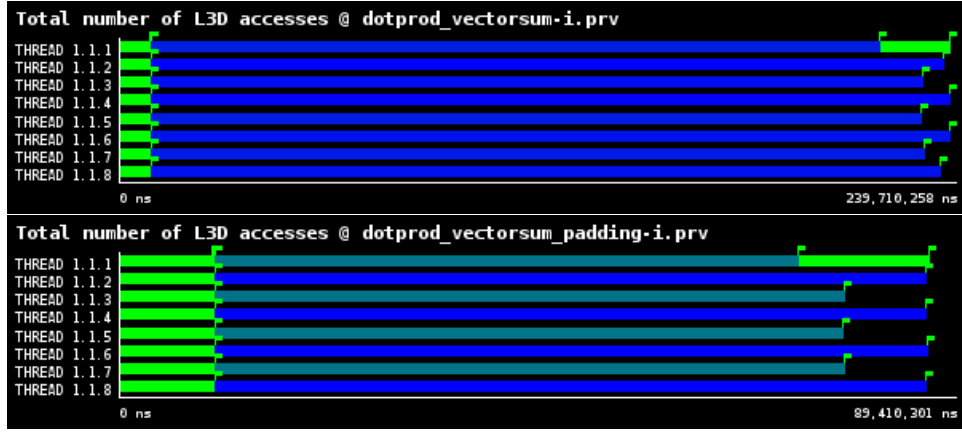 Total number of L3D accesses @ dotprod_vectorsum-i.prv
THREAD 1.1.1
THREAD 1.1.2
THREAD 1.1.3
THREAD 1.1.4
THREAD 1.1.5
THREAD 1.1.6
THREAD 1.1.7
THREAD 1.1.8
0 ns 239,710,258 ns
Total number of L3D accesses @ dotprod_vectorsum_padding-i.prv
THREAD 1.1.1
THREAD 1.1.2
THREAD 1.1.3
THREAD 1.1.4
THREAD 1.1.5
THREAD 1.1.6
THREAD 1.1.7
THREAD 1.1.8
0 ns 89,410,301 ns